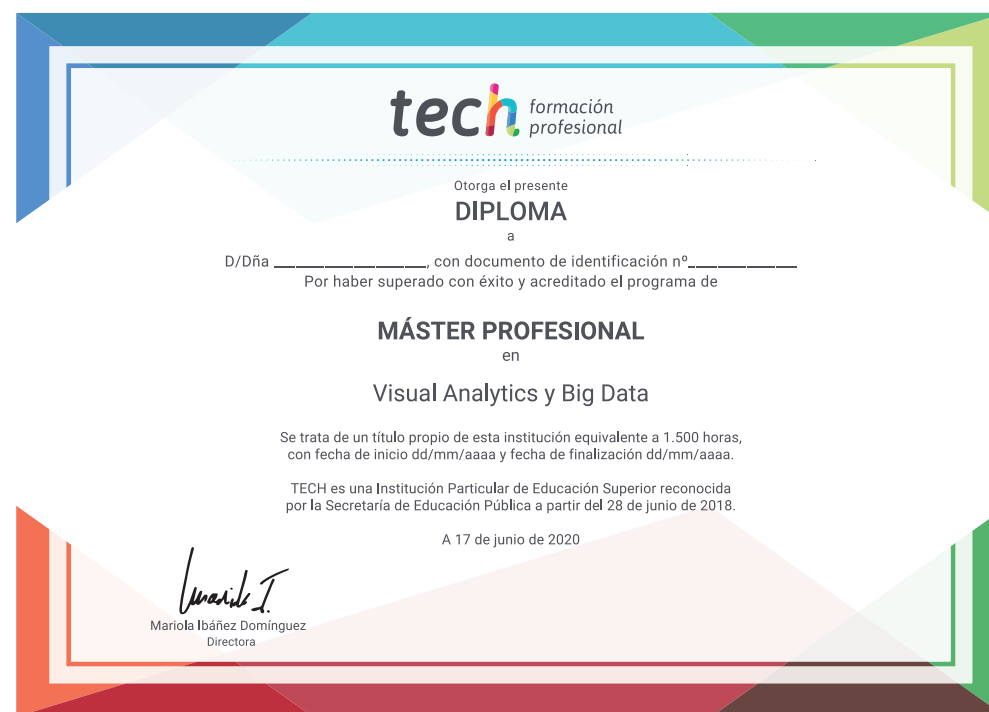 tech formación
profesional
Otorga el presente
DIPLOMA
a
D/Dña ____________________, con documento de identificación nº______________
Por haber superado con éxito y acreditado el programa de
MÁSTER PROFESIONAL
en
Visual Analytics y Big Data
Se trata de un título propio de esta institución equivalente a 1.500 horas,
con fecha de inicio dd/mm/aaaa y fecha de finalización dd/mm/aaaa.
TECH es una Institución Particular de Educación Superior reconocida
por la Secretaría de Educación Pública a partir del 28 de junio de 2018.
A 17 de junio de 2020
Mariola Ibáñez Domínguez
Directora